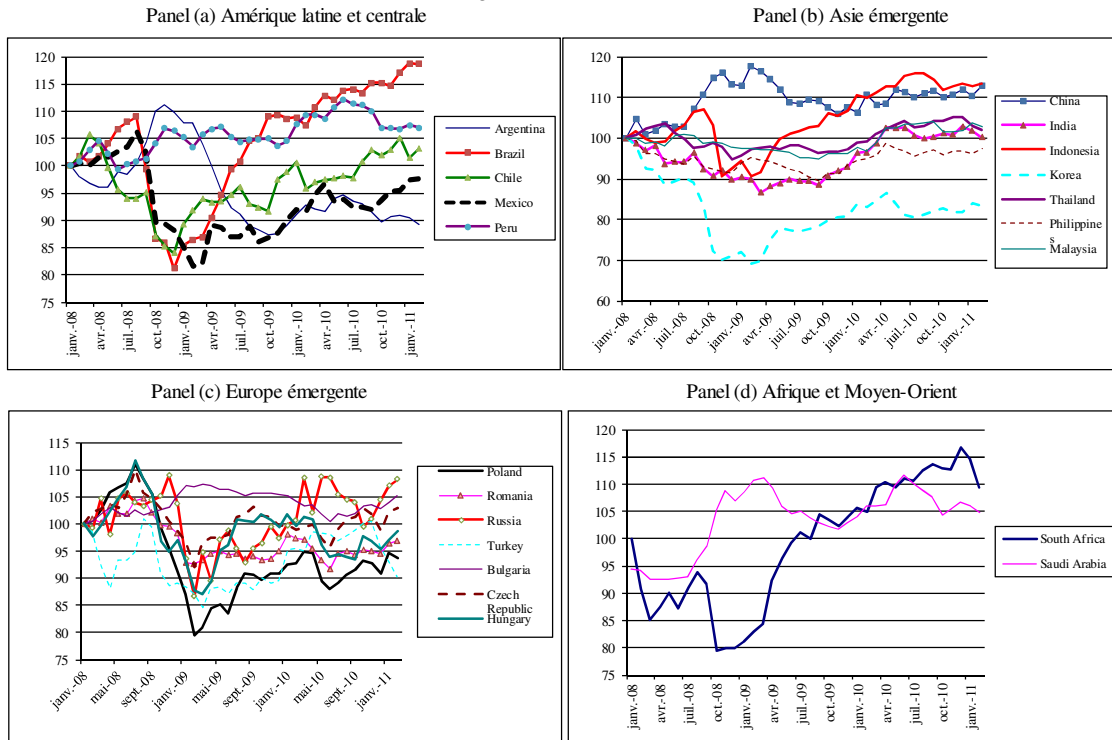 Panel (a) Amérique latine et centrale
120
115
110
105
100
95
90
85
80
75
janv.-08
avr.-08
juil.-08
oct.-08
janv.-09
avr.-09
juil.-09
oct.-09
janv.-10
avr.-10
juil.-10
oct.-10
janv.-11
Argentina
Brazil
Chile
Mexico
Peru
Panel (b) Asie émergente
120
110
100
90
80
70
60
janv.-08
avr.-08
juil.-08
oct.-08
janv.-09
avr.-09
juil.-09
oct.-09
janv.-10
avr.-10
juil.-10
oct.-10
janv.-11
China
India
Indonesia
Korea
Thailand
Philippine
s
Malaysia
Panel (c) Europe émergente
115
110
105
100
95
90
85
80
75
janv.-08
mai-08
sept.-08
janv.-09
mai-09
sept.-09
janv.-10
mai-10
sept.-10
janv.-11
Poland
Romania
Russia
Turkey
Bulgaria
Czech
Republic
Hungary
Panel (d) Afrique et Moyen-Orient
120
115
110
105
100
95
90
85
80
75
janv.-08
avr.-08
juil.-08
oct.-08
janv.-09
avr.-09
juil.-09
oct.-09
janv.-10
avr.-10
juil.-10
oct.-10
janv.-11
South Africa
Saudi Arabia